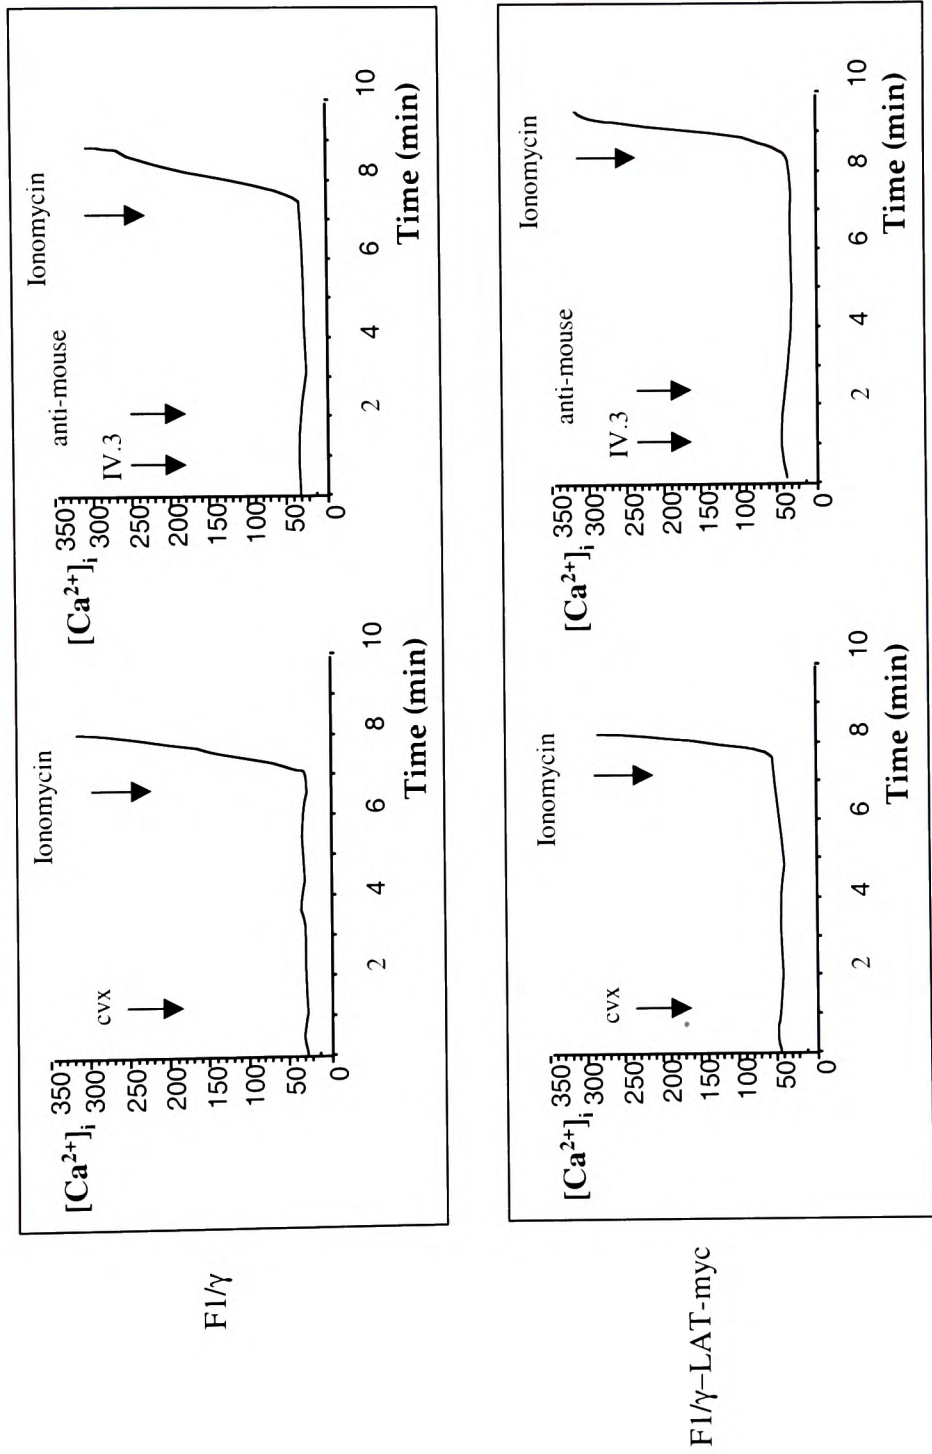 F1/γ
[Ca²⁺]ᵢ
350
300
250
200
150
100
50
0
cvx
Ionomycin
2
4
6
8
10
Time (min)
[Ca²⁺]ᵢ
350
300
250
200
150
100
50
0
IV.3
anti-mouse
Ionomycin
2
4
6
8
10
Time (min)
F1/γ–LAT-myc
[Ca²⁺]ᵢ
350
300
250
200
150
100
50
0
cvx
Ionomycin
2
4
6
8
10
Time (min)
[Ca²⁺]ᵢ
350
300
250
200
150
100
50
0
IV.3
anti-mouse
Ionomycin
2
4
6
8
10
Time (min)